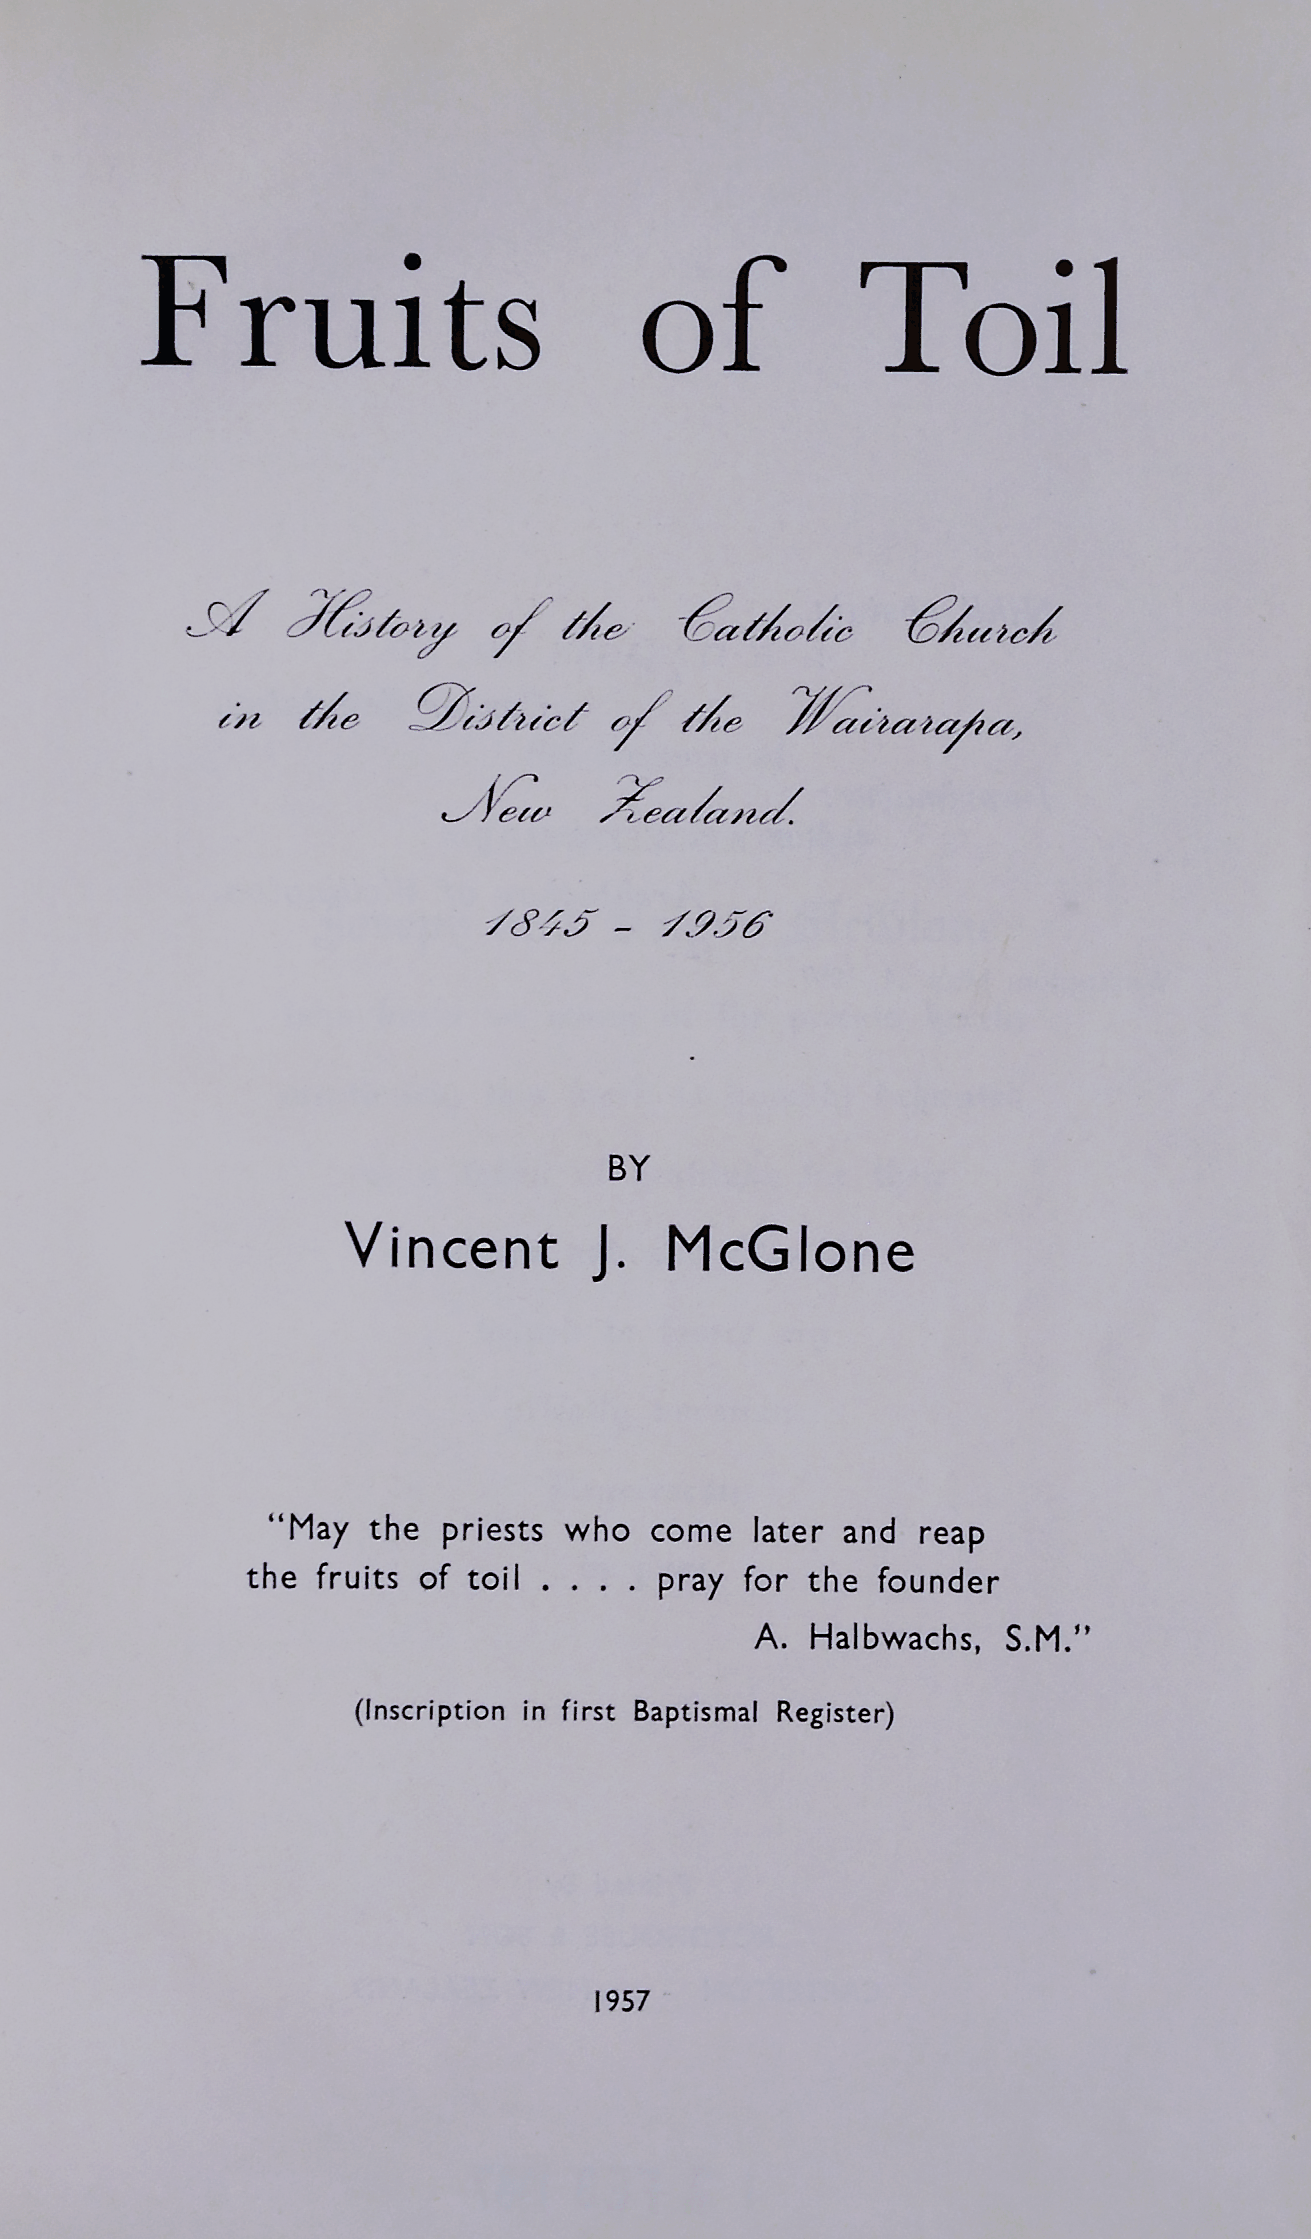 Fruits of Toil
A History of the Catholic Church
in the District of the Wairarapa,
New Zealand.
1845 - 1956
BY
Vincent J. McGlone
“May the priests who come later and reap
the fruits of toil . . . . pray for the founder
A. Halbwachs, S.M.”
(Inscription in first Baptismal Register)
1957